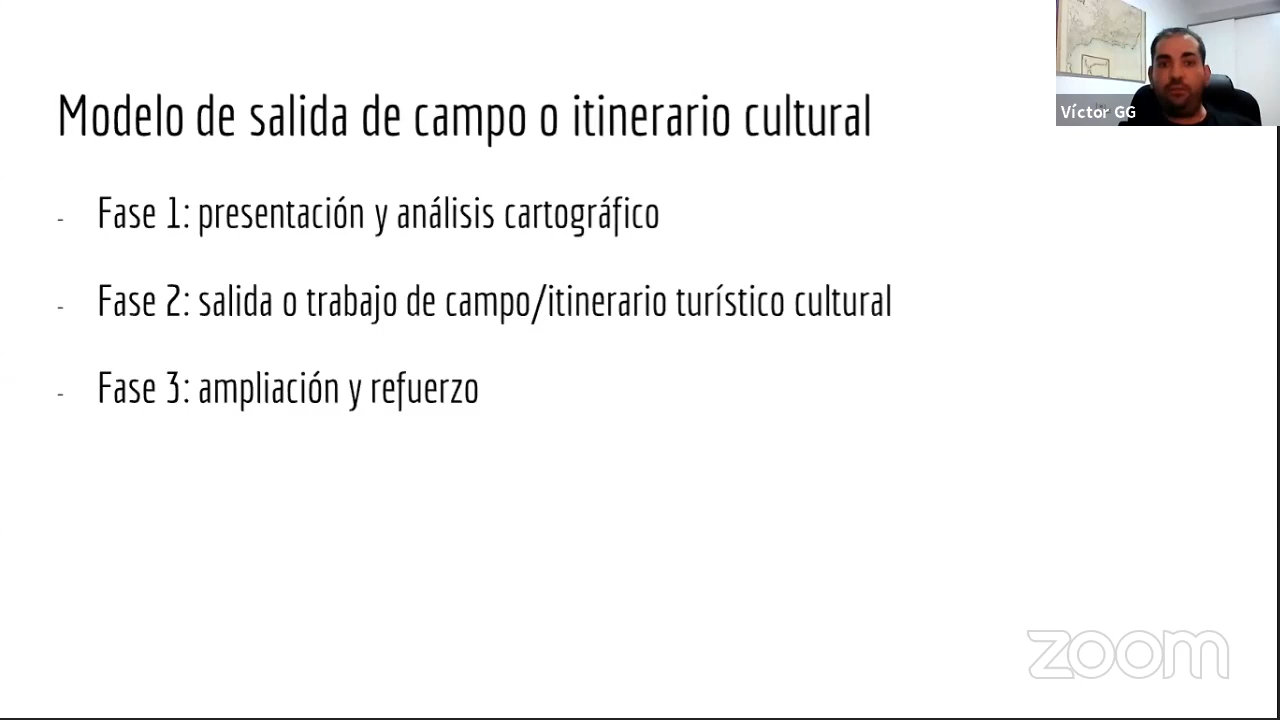 Modelo de salida de campo o itinerario cultural
- Fase 1: presentación y análisis cartográfico
- Fase 2: salida o trabajo de campo/itinerario turístico cultural
- Fase 3: ampliación y refuerzo
Víctor GG
zoom